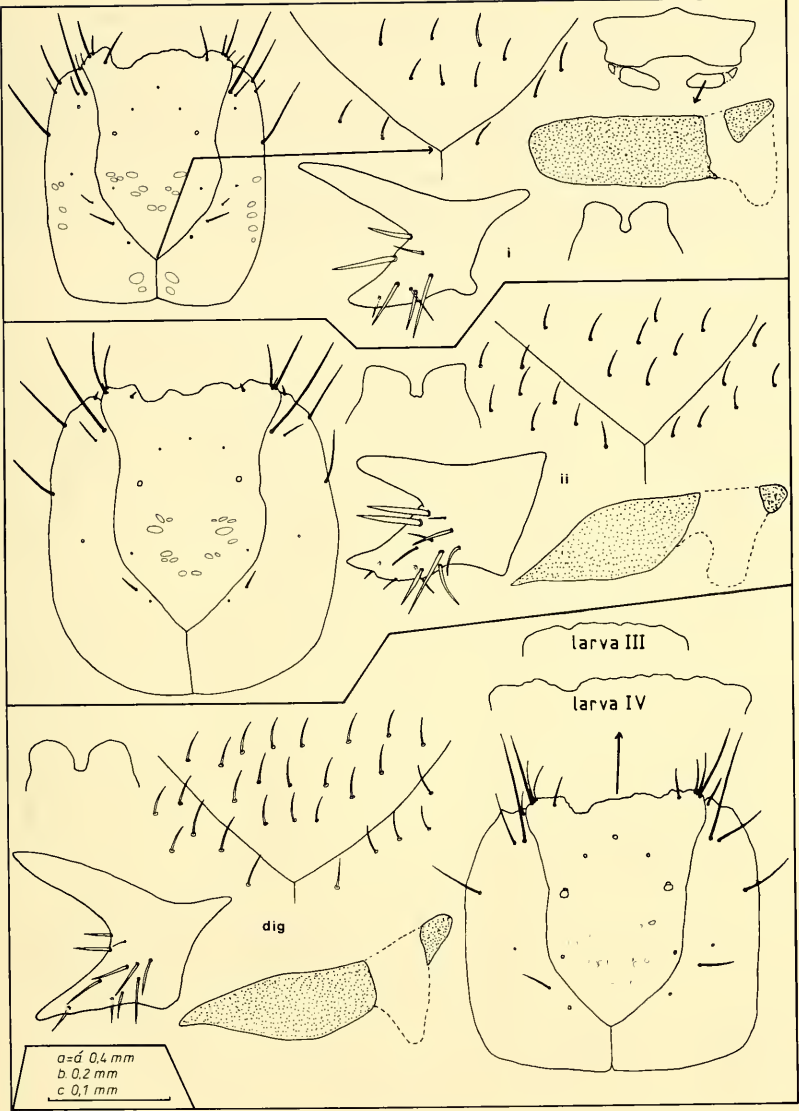 i
ii
larva III
larva IV
dig
a=á 0,4 mm
b. 0,2 mm
c 0,1 mm